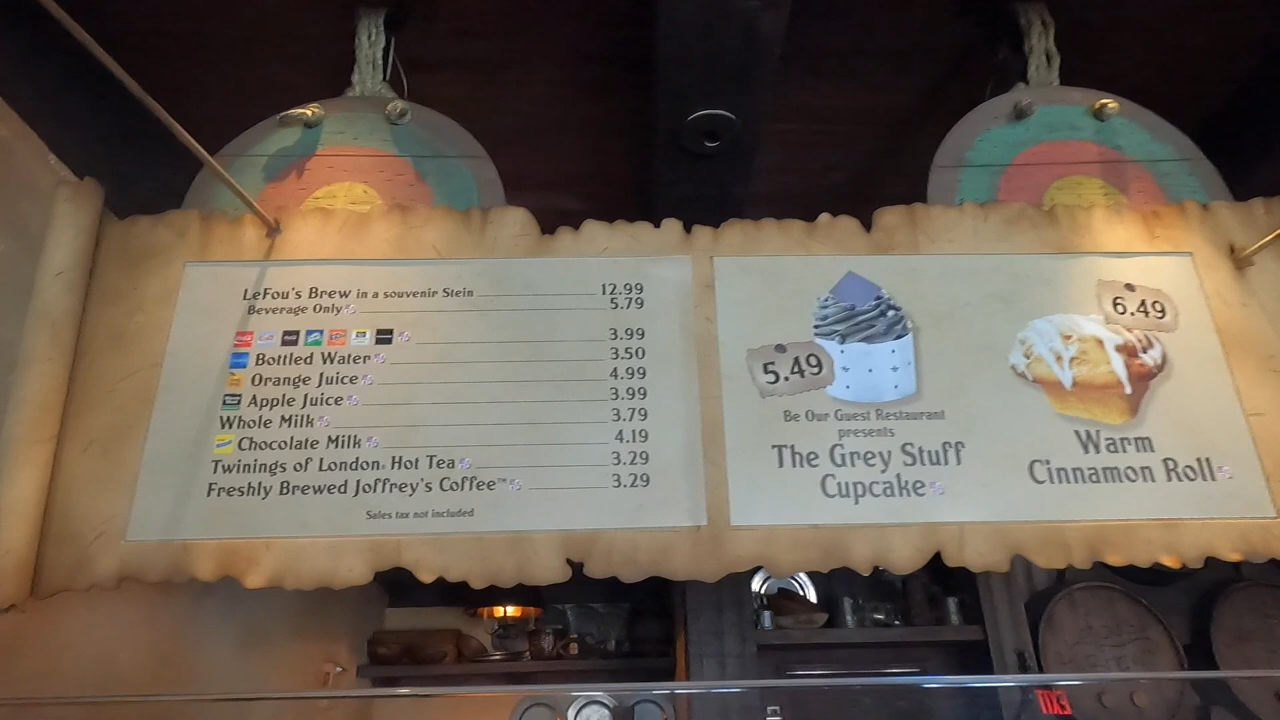 LeFou's Brew in a souvenir Stein 12.99
Beverage Only 5.79
3.99
Bottled Water 3.50
Orange Juice 4.99
Apple Juice 3.99
Whole Milk 3.79
Chocolate Milk 4.19
Twinings of London® Hot Tea 3.29
Freshly Brewed Joffrey's Coffee™ 3.29
Sales tax not included
5.49
Be Our Guest Restaurant
presents
The Grey Stuff
Cupcake
6.49
Warm
Cinnamon Roll
EXIT